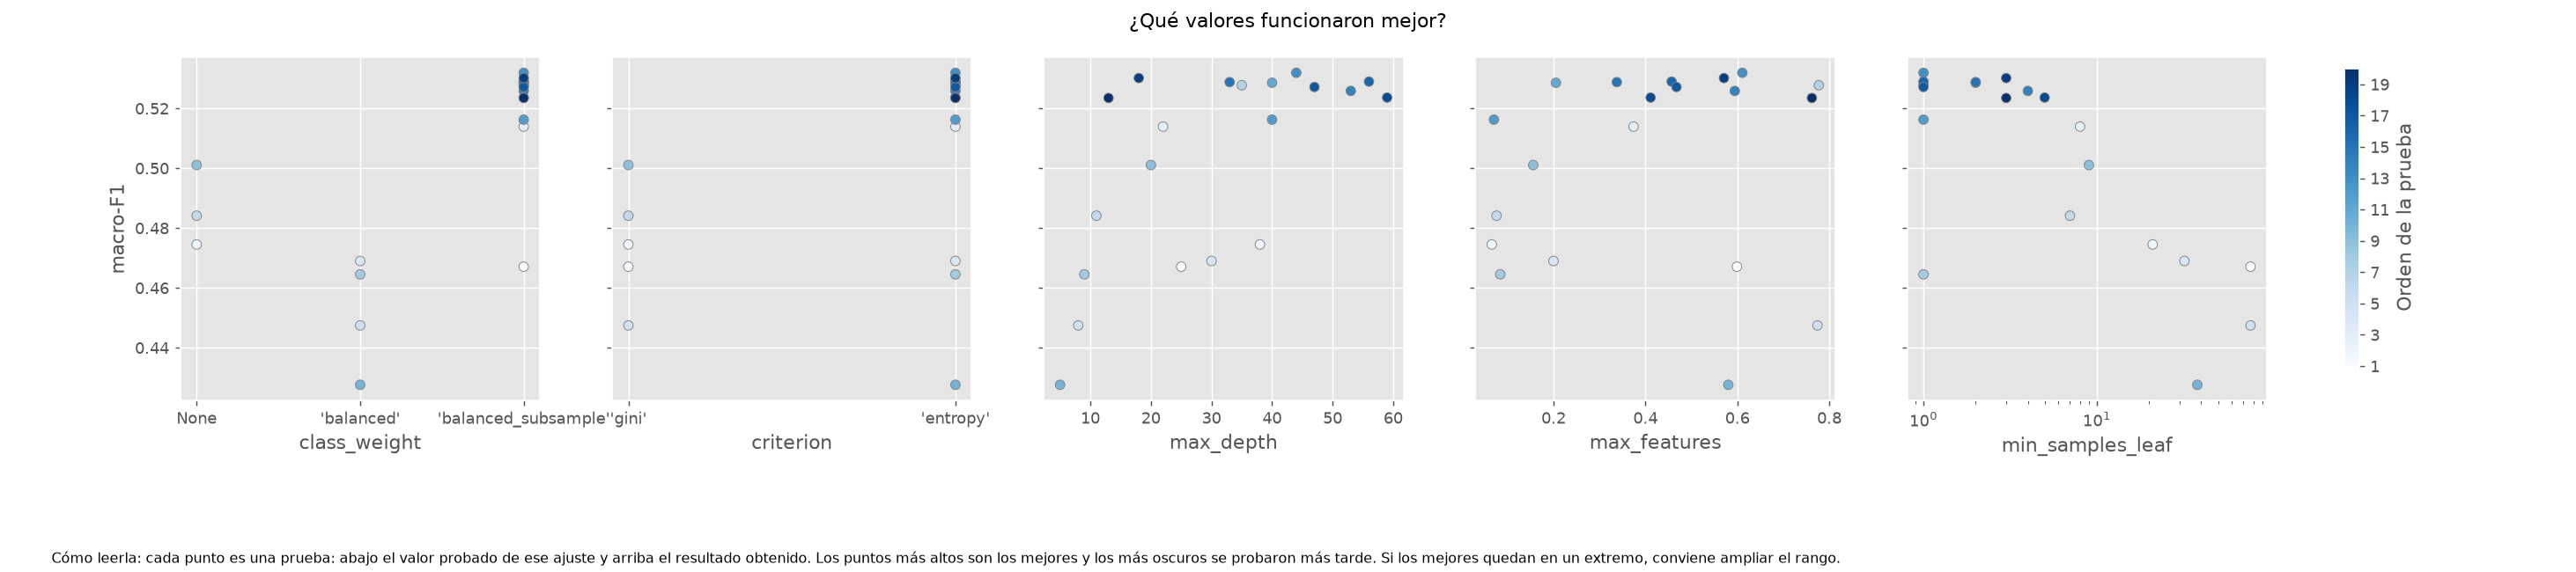 ¿Qué valores funcionaron mejor?
macro-F1
0.52
0.50
0.48
0.46
0.44
None
'balanced'
'balanced_subsample'
class_weight
'gini'
'entropy'
criterion
10 20 30 40 50 60
max_depth
0.2 0.4 0.6 0.8
max_features
10⁰ 10¹
min_samples_leaf
19
17
15
13
11
9
7
5
3
1
Orden de la prueba
Cómo leerla: cada punto es una prueba: abajo el valor probado de ese ajuste y arriba el resultado obtenido. Los puntos más altos son los mejores y los más oscuros se probaron más tarde. Si los mejores quedan en un extremo, conviene ampliar el rango.